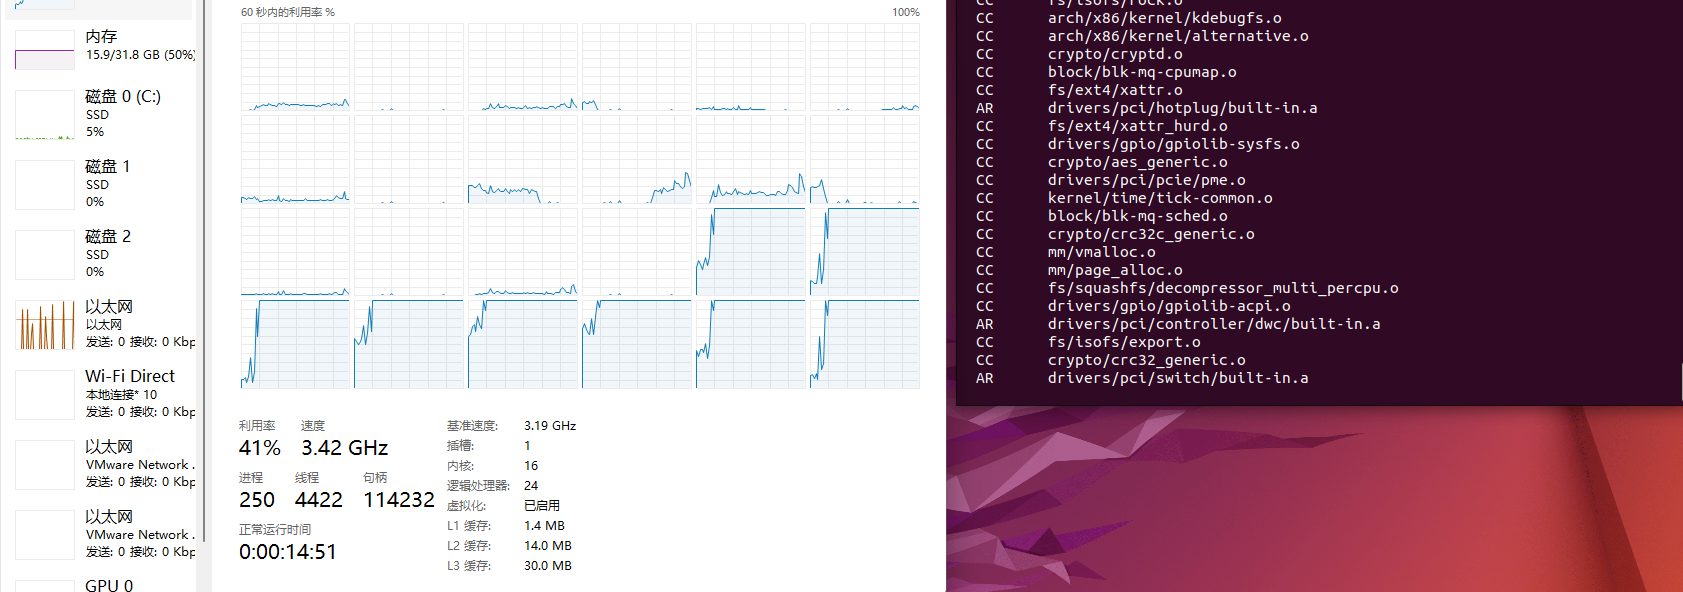 内存
15.9/31.8 GB (50%)
磁盘 0 (C:)
SSD
5%
磁盘 1
SSD
0%
磁盘 2
SSD
0%
以太网
以太网
发送: 0 接收: 0 Kbp
Wi-Fi Direct
本地连接* 10
发送: 0 接收: 0 Kbp
以太网
VMware Network .
发送: 0 接收: 0 Kbp
以太网
VMware Network .
发送: 0 接收: 0 Kbp
GPU 0
60 秒内的利用率 % 100%
利用率 速度
41% 3.42 GHz
进程 线程 句柄
250 4422 114232
正常运行时间
0:00:14:51
基准速度: 3.19 GHz
插槽: 1
内核: 16
逻辑处理器: 24
虚拟化: 已启用
L1 缓存: 1.4 MB
L2 缓存: 14.0 MB
L3 缓存: 30.0 MB
CC fs/isofs/rock.o
CC arch/x86/kernel/kdebugfs.o
CC arch/x86/kernel/alternative.o
CC crypto/cryptd.o
CC block/blk-mq-cpumap.o
CC fs/ext4/xattr.o
AR drivers/pci/hotplug/built-in.a
CC fs/ext4/xattr_hurd.o
CC drivers/gpio/gpiolib-sysfs.o
CC crypto/aes_generic.o
CC drivers/pci/pcie/pme.o
CC kernel/time/tick-common.o
CC block/blk-mq-sched.o
CC crypto/crc32c_generic.o
CC mm/vmalloc.o
CC mm/page_alloc.o
CC fs/squashfs/decompressor_multi_percpu.o
CC drivers/gpio/gpiolib-acpi.o
AR drivers/pci/controller/dwc/built-in.a
CC fs/isofs/export.o
CC crypto/crc32_generic.o
AR drivers/pci/switch/built-in.a